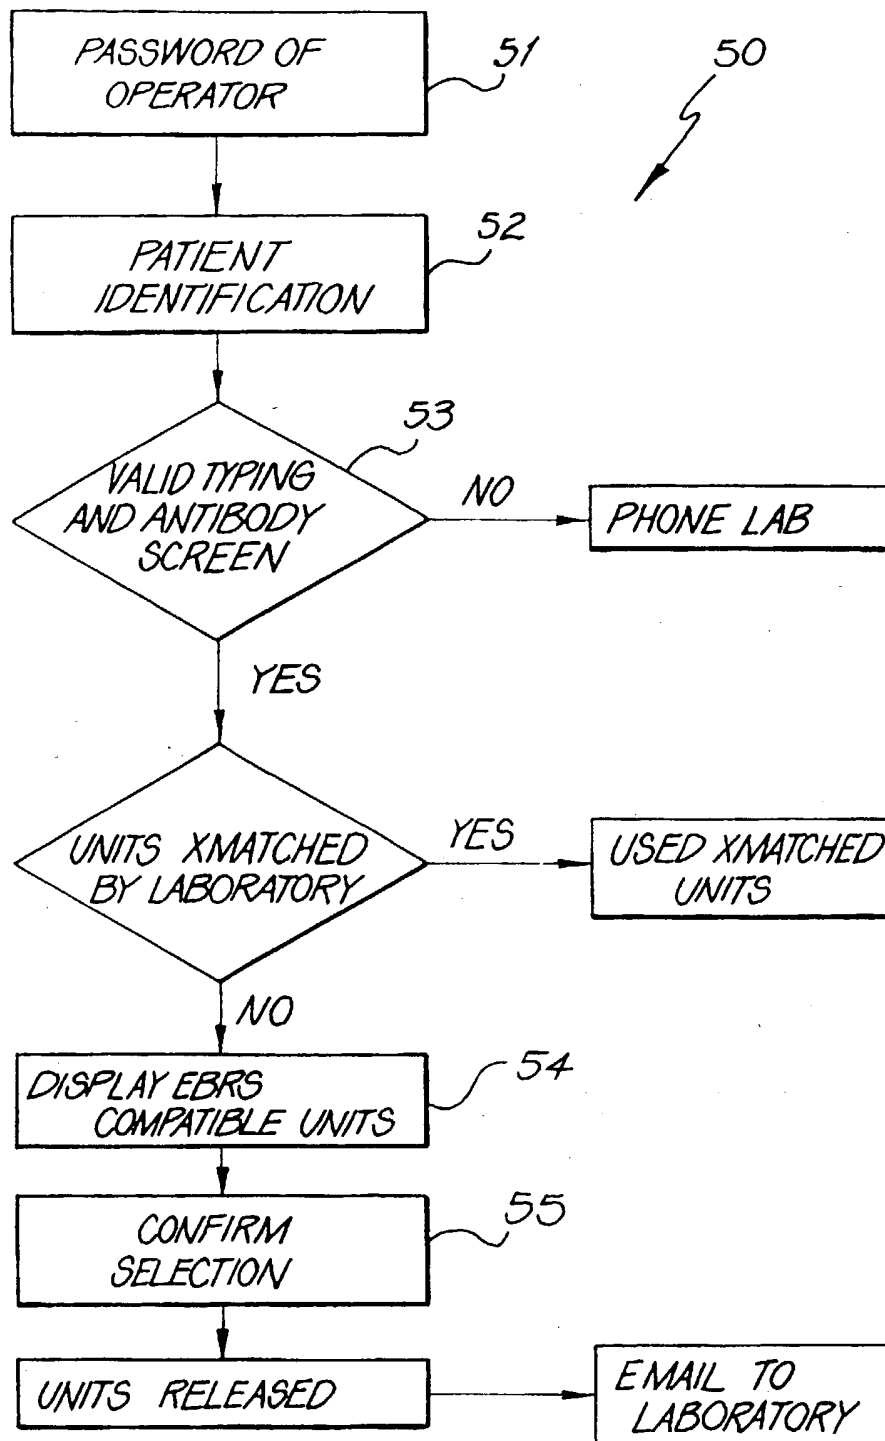 PASSWORD OF
OPERATOR
51
50
PATIENT
IDENTIFICATION
52
53
VALID TYPING
AND ANTIBODY
SCREEN
NO
PHONE LAB
YES
UNITS XMATCHED
BY LABORATORY
YES
USED XMATCHED
UNITS
NO
DISPLAY EBRS
COMPATIBLE UNITS
54
CONFIRM
SELECTION
55
UNITS RELEASED
EMAIL TO
LABORATORY